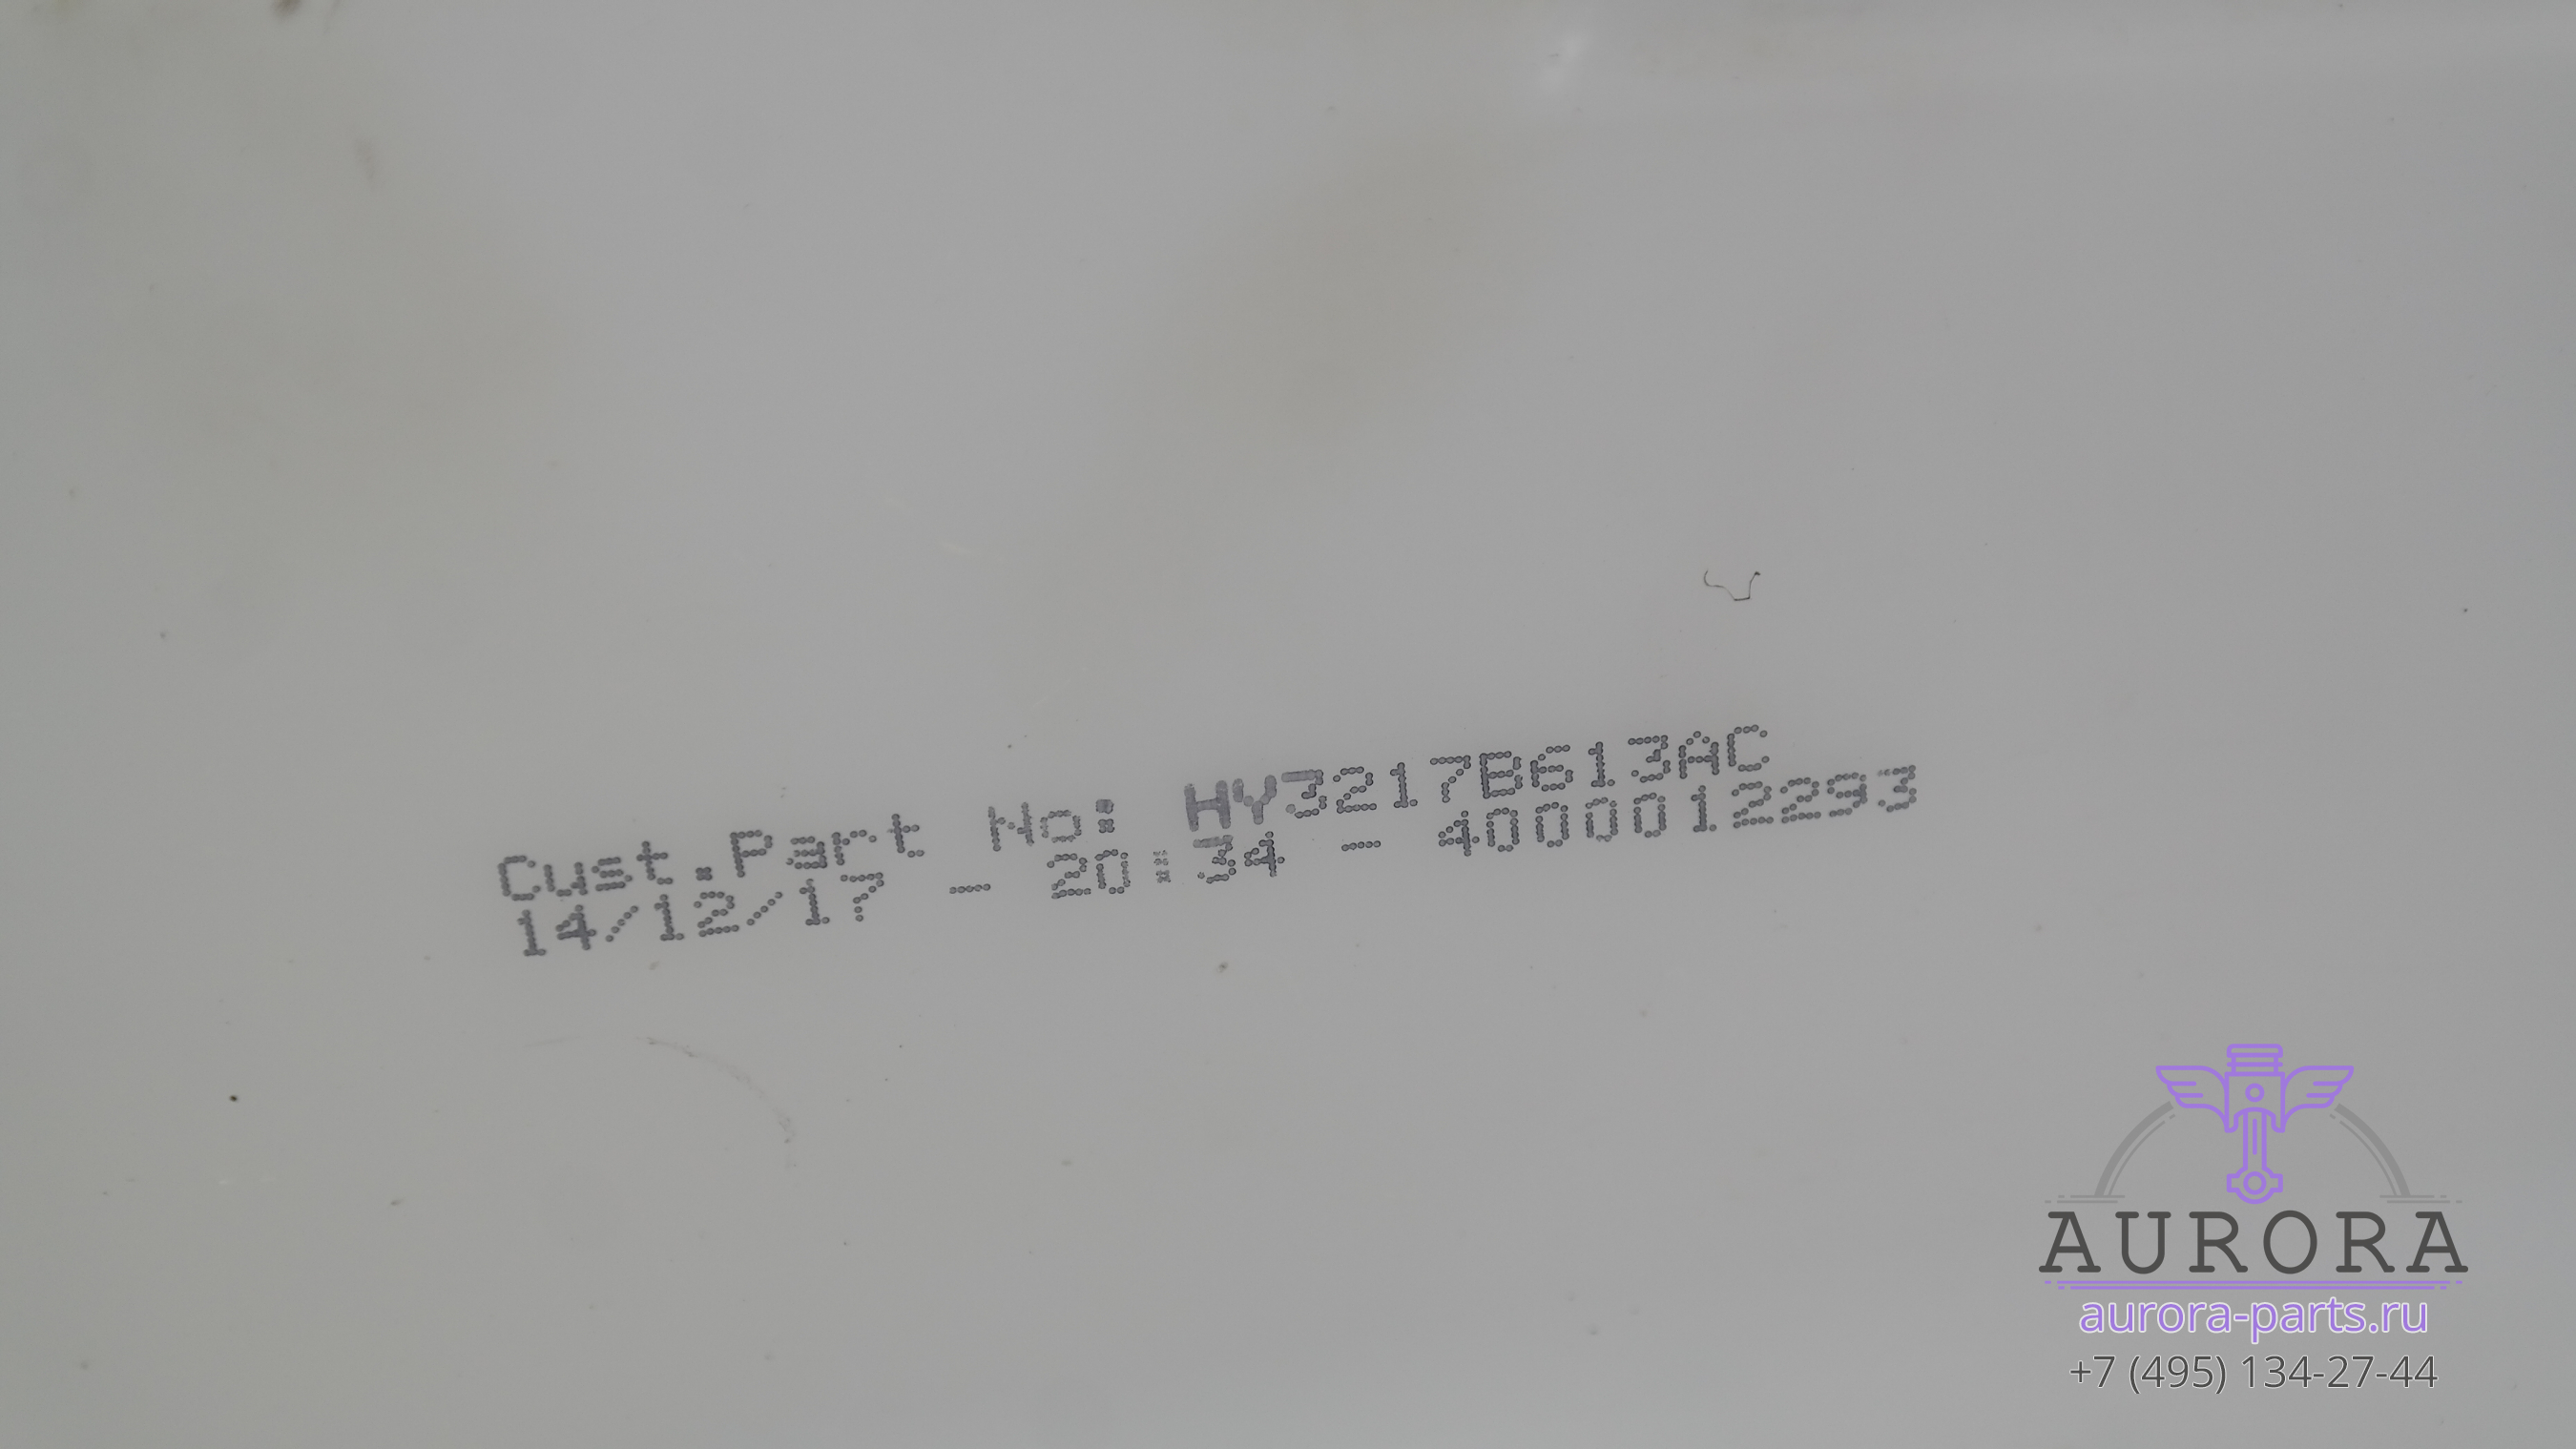 Cust.Part No: HY3217B613AC
14/12/17 - 20:34 - 4000012293
AURORA
aurora-parts.ru
+7 (495) 134-27-44